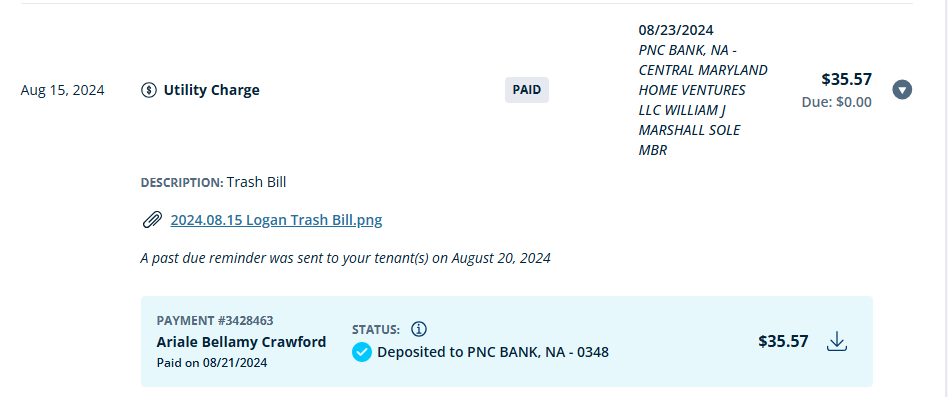 Aug 15, 2024
Utility Charge
PAID
08/23/2024
PNC BANK, NA -
CENTRAL MARYLAND
HOME VENTURES
LLC WILLIAM J
MARSHALL SOLE
MBR
$35.57
Due: $0.00
DESCRIPTION: Trash Bill
2024.08.15 Logan Trash Bill.png
A past due reminder was sent to your tenant(s) on August 20, 2024
PAYMENT #3428463
Ariale Bellamy Crawford
Paid on 08/21/2024
STATUS:
Deposited to PNC BANK, NA - 0348
$35.57